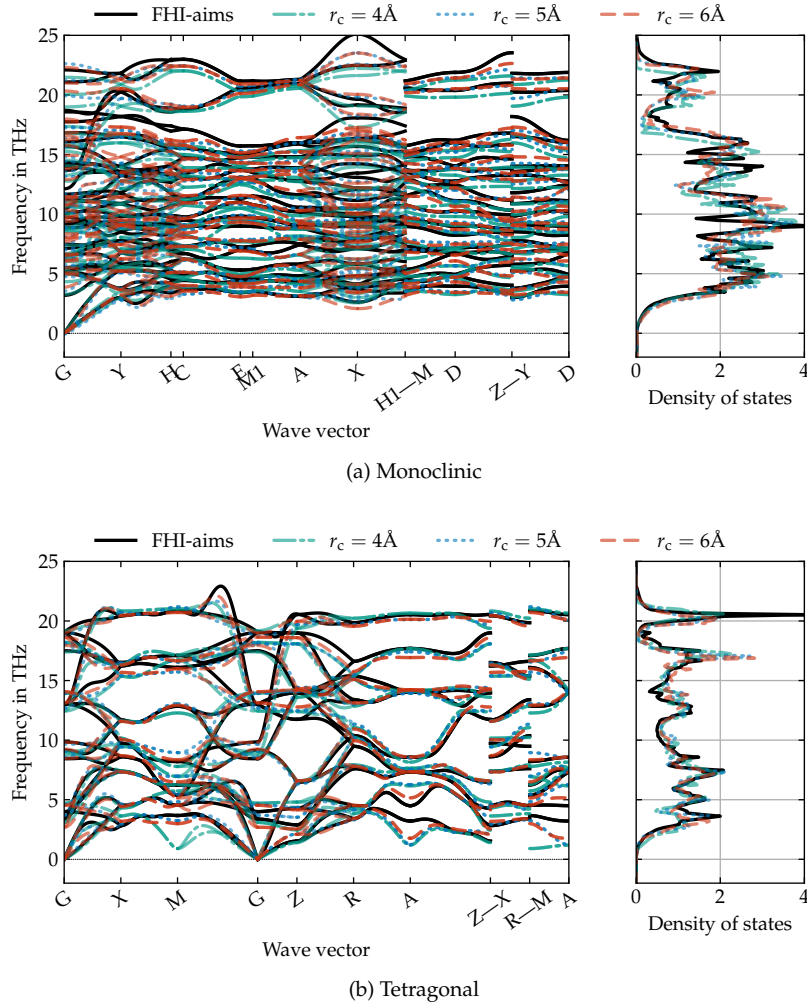 FHI-aims r_c = 4Å r_c = 5Å r_c = 6Å
25
20
15
10
5
0
Frequency in THz
G Y H C E M1 A X H1—M D Z—Y D
Wave vector
0 2 4
Density of states
(a) Monoclinic
FHI-aims r_c = 4Å r_c = 5Å r_c = 6Å
25
20
15
10
5
0
Frequency in THz
G X M G Z R A Z—X R—M A
Wave vector
0 2 4
Density of states
(b) Tetragonal